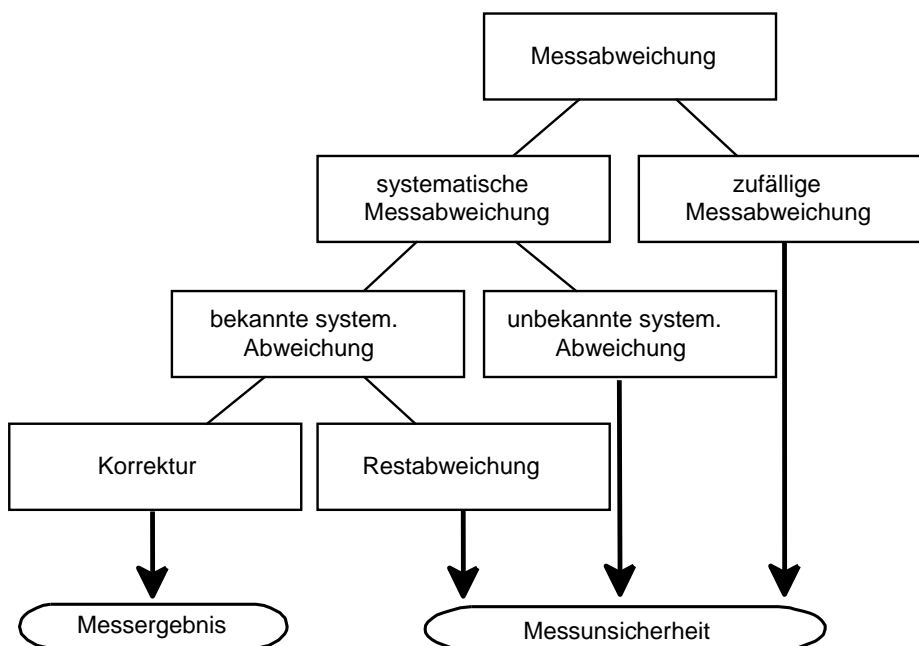 Messabweichung
systematische
Messabweichung
zufällige
Messabweichung
bekannte system.
Abweichung
unbekannte system.
Abweichung
Korrektur
Restabweichung
Messergebnis
Messunsicherheit